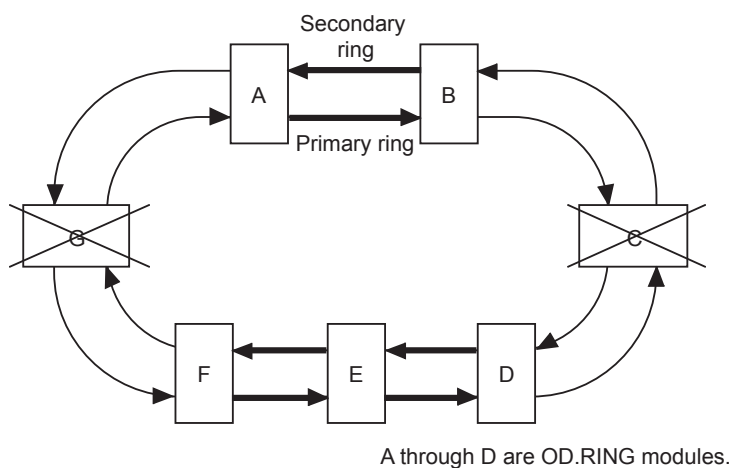 Secondary
ring
A
B
Primary ring
G
C
F
E
D
A through D are OD.RING modules.